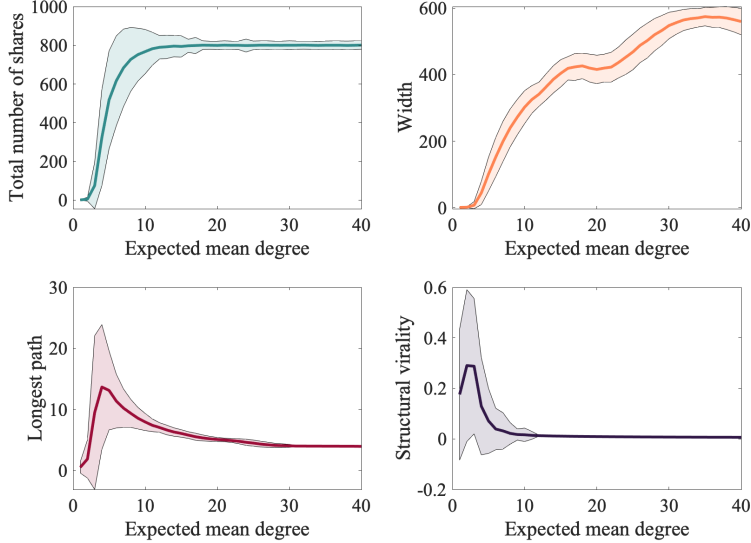 1000
800
600
400
200
0
Total number of shares
0 10 20 30 40
Expected mean degree
600
400
200
0
Width
0 10 20 30 40
Expected mean degree
30
20
10
0
Longest path
0 10 20 30 40
Expected mean degree
0.6
0.4
0.2
0
-0.2
Structural virality
0 10 20 30 40
Expected mean degree